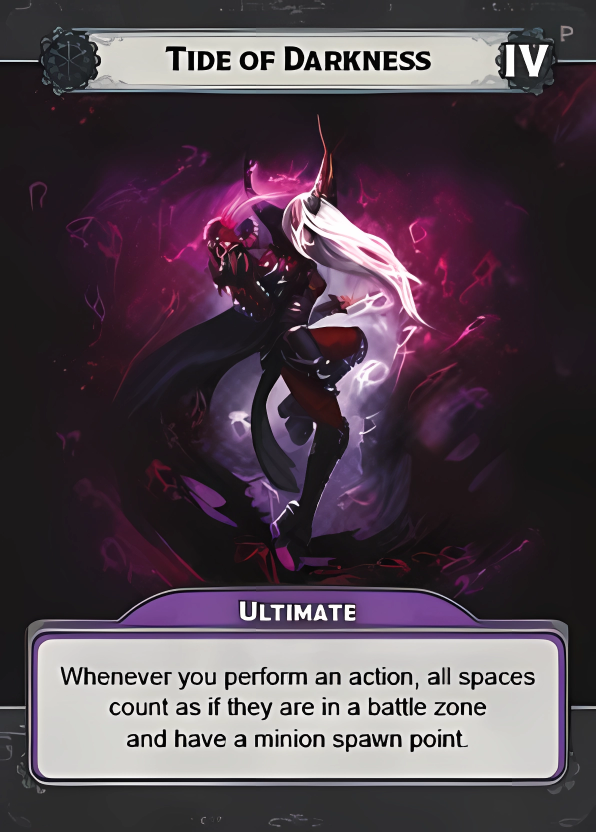 P
TIDE OF DARKNESS
IV
ULTIMATE
Whenever you perform an action, all spaces
count as if they are in a battle zone
and have a minion spawn point.